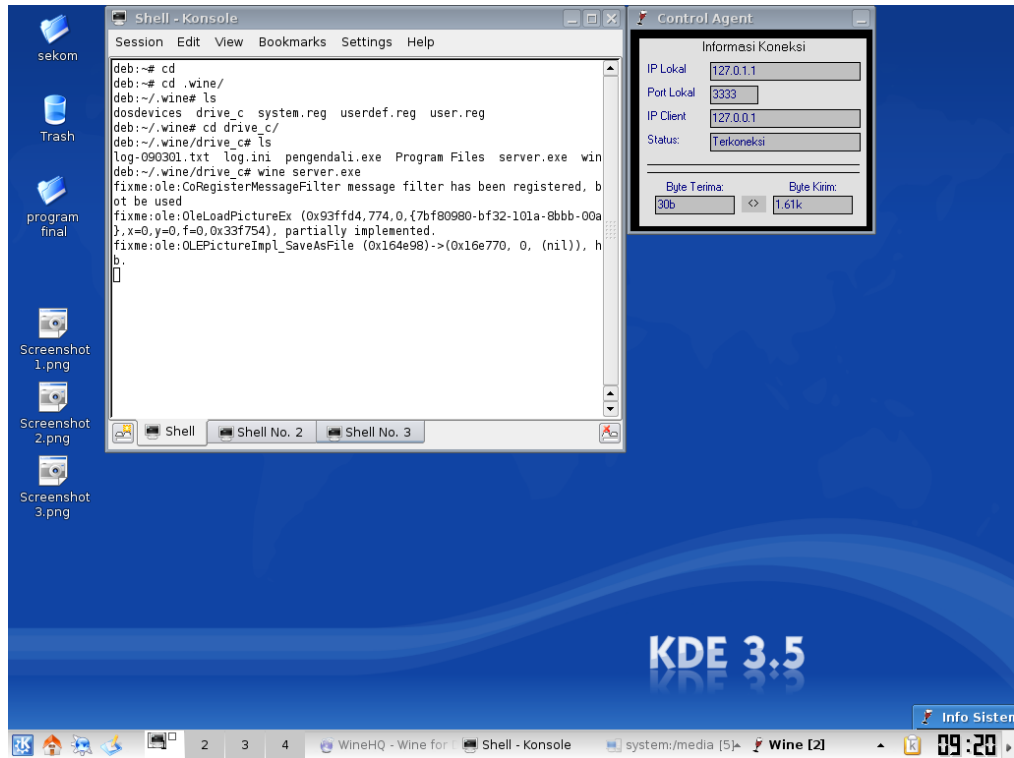 sekom
Trash
program
final
Screenshot
1.png
Screenshot
2.png
Screenshot
3.png
Shell - Konsole
Session Edit View Bookmarks Settings Help
deb:~# cd
deb:~# cd .wine/
deb:~/.wine# ls
dosdevices drive_c system.reg userdef.reg user.reg
deb:~/.wine# cd drive_c/
deb:~/.wine/drive_c# ls
log-090301.txt log.ini pengendali.exe Program Files server.exe win
deb:~/.wine/drive_c# wine server.exe
fixme:ole:CoRegisterMessageFilter message filter has been registered, b
ot be used
fixme:ole:OleLoadPictureEx (0x93ffd4,774,0,{7bf80980-bf32-101a-8bbb-00a
},x=0,y=0,f=0,0x33f754), partially implemented.
fixme:ole:OLEPictureImpl_SaveAsFile (0x164e98)->(0x16e770, 0, (nil)), h
b.
Shell
Shell No. 2
Shell No. 3
Control Agent
Informasi Koneksi
IP Lokal 127.0.1.1
Port Lokal 3333
IP Client 127.0.0.1
Status: Terkoneksi
Byte Terima: Byte Kirim:
30b <> 1.61k
KDE 3.5
Info Sistem
2 3 4
WineHQ - Wine for
Shell - Konsole
system:/media [5]
Wine [2]
09:20